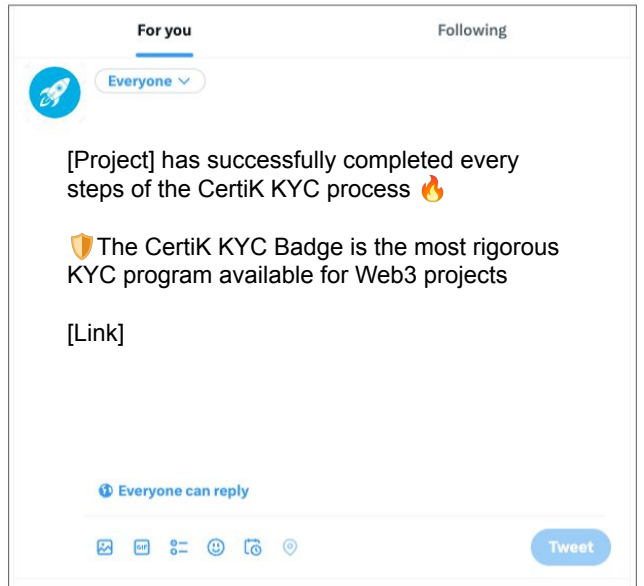 For you
Following
Everyone
[Project] has successfully completed every
steps of the CertiK KYC process 🔥
🛡️The CertiK KYC Badge is the most rigorous
KYC program available for Web3 projects
[Link]
Everyone can reply
GIF
Tweet